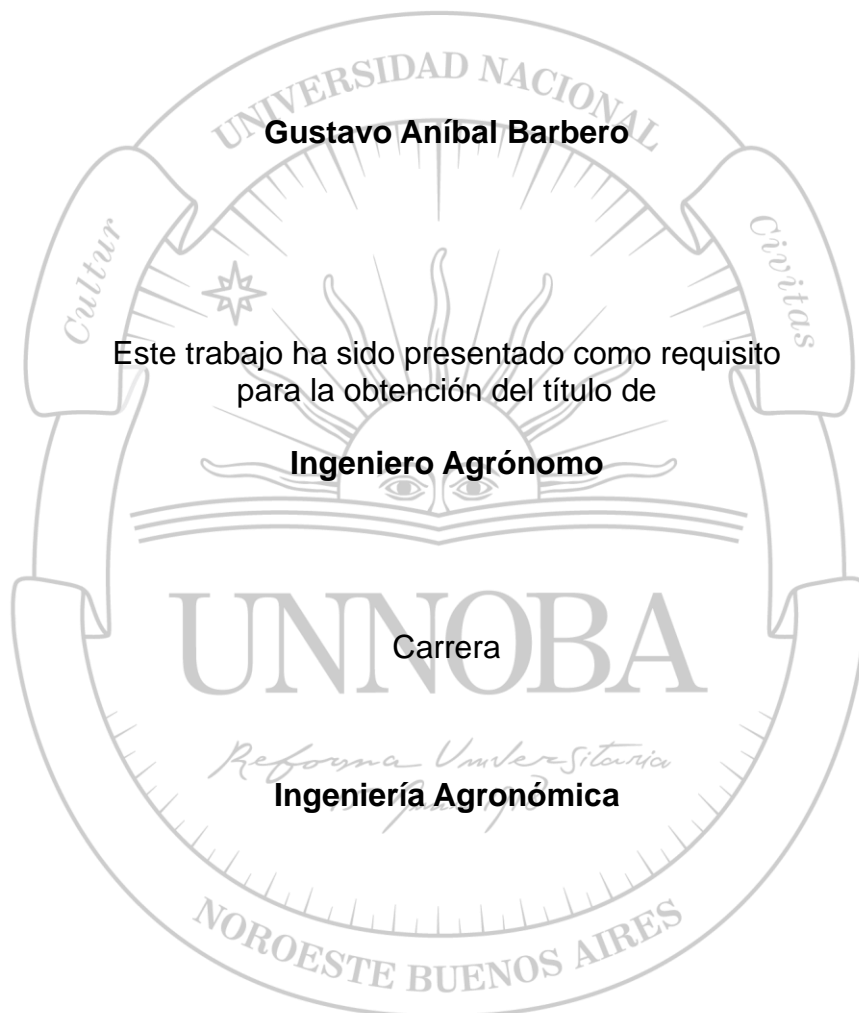 UNIVERSIDAD NACIONAL
Gustavo Aníbal Barbero
Cultur
Civitas
Este trabajo ha sido presentado como requisito
para la obtención del título de
Ingeniero Agrónomo
UNNOBA
Carrera
Reforma Universitaria
Ingeniería Agronómica
NOROESTE BUENOS AIRES